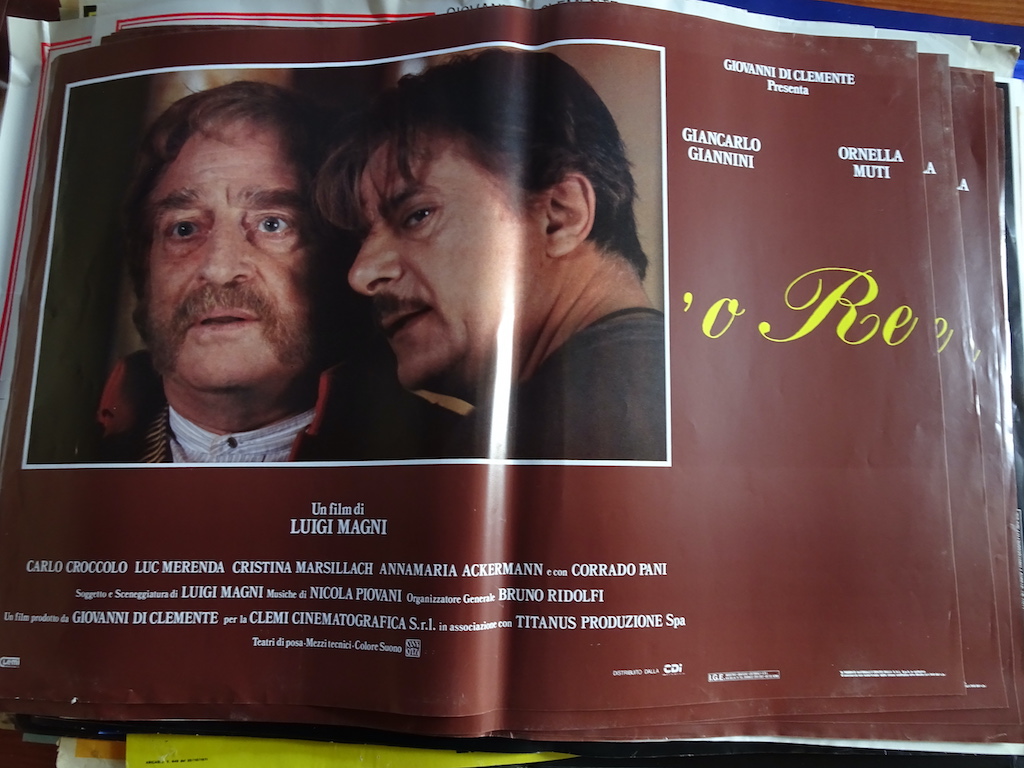 GIOVANNI DI CLEMENTE
Presenta
GIANCARLO
GIANNINI
ORNELLA
MUTI
LA
LA
'o Re
e
Un film di
LUIGI MAGNI
CARLO CROCCOLO LUC MERENDA CRISTINA MARSILLACH ANNAMARIA ACKERMANN e con CORRADO PANI
Soggetto e Sceneggiatura di LUIGI MAGNI Musiche di NICOLA PIOVANI Organizzatore Generale BRUNO RIDOLFI
Un film prodotto da GIOVANNI DI CLEMENTE per la CLEMI CINEMATOGRAFICA S.r.l. in associazione con TITANUS PRODUZIONE Spa
Teatri di posa-Mezzi tecnici-Colore Suono
DISTRIBUITO DALLA CDI
I.G.E.